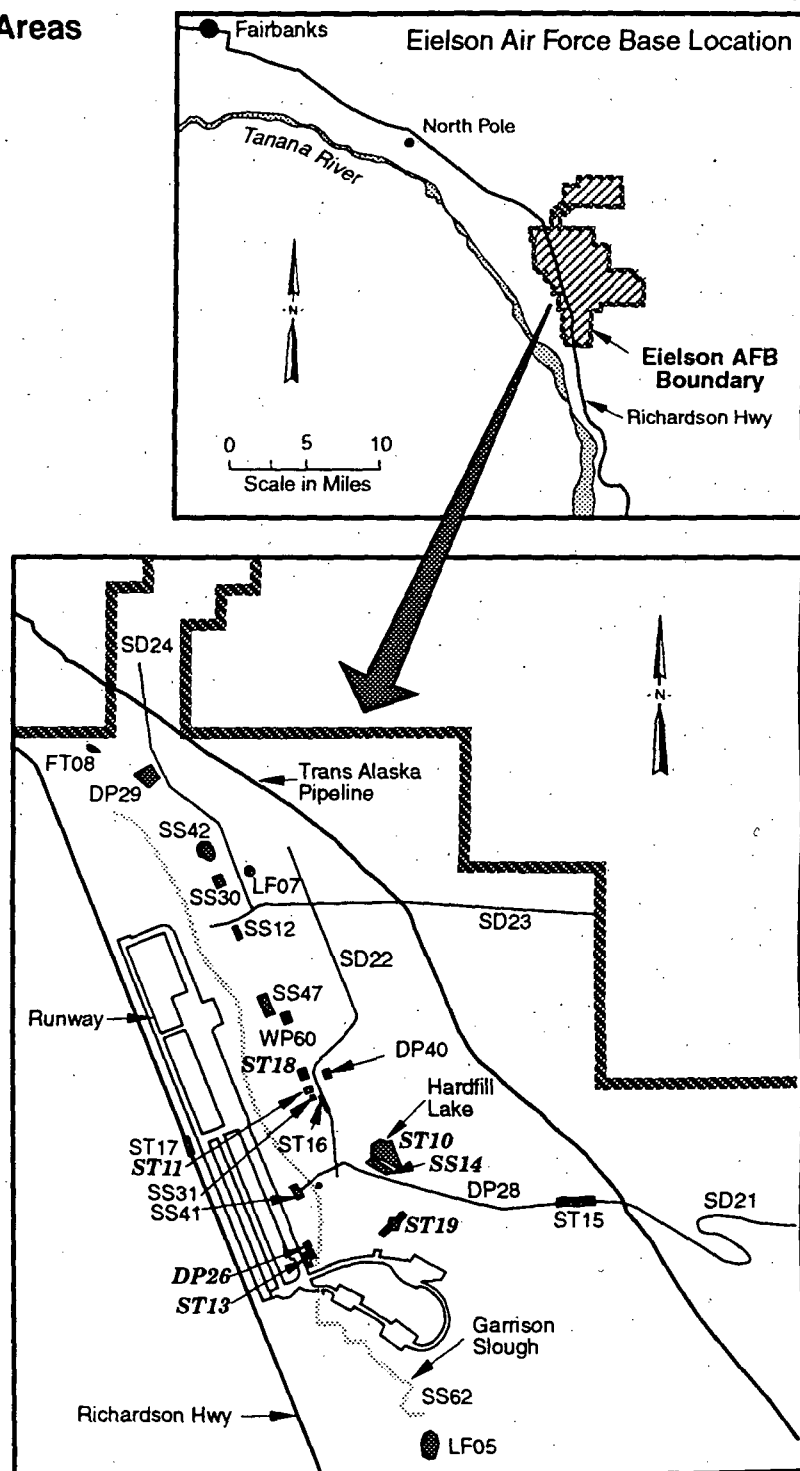 Areas
Fairbanks
Eielson Air Force Base Location
North Pole
Tanana River
-N-
Eielson AFB
Boundary
Richardson Hwy
0 5 10
Scale in Miles
SD24
-N-
FT08
DP29
Trans Alaska
Pipeline
SS42
SS30
LF07
SS12
SD23
SD22
SS47
Runway
WP60
ST18
DP40
Hardfill
Lake
ST17
ST16
ST10
ST11
SS14
SS31
DP28
SS41
ST15
SD21
ST19
DP26
ST13
Garrison
Slough
SS62
Richardson Hwy
LF05